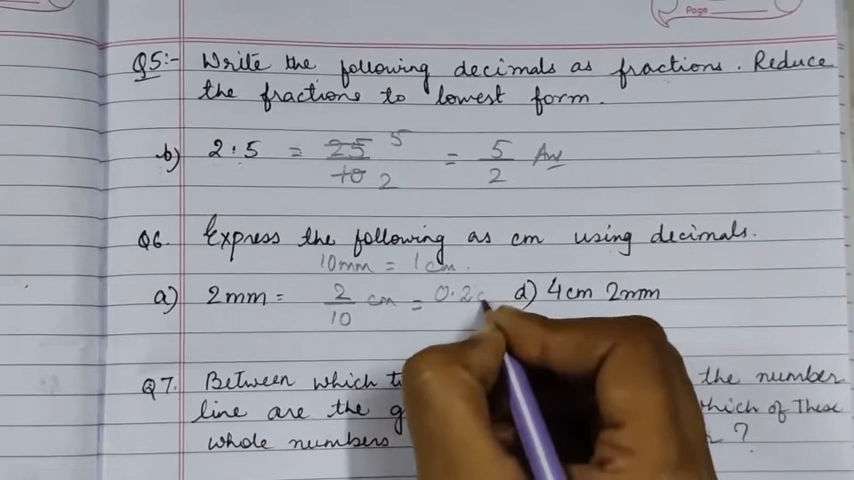 Page
Q5:- Write the following decimals as fractions. Reduce
the fractions to lowest form.
b) 2.5 = 25/10 5 2 = 5/2 Ans
Q6. Express the following as cm using decimals.
10mm = 1cm.
a) 2mm = 2/10 cm = 0.2c d) 4cm 2mm
Q7. Between which the number
line are the which of These
whole numbers ?